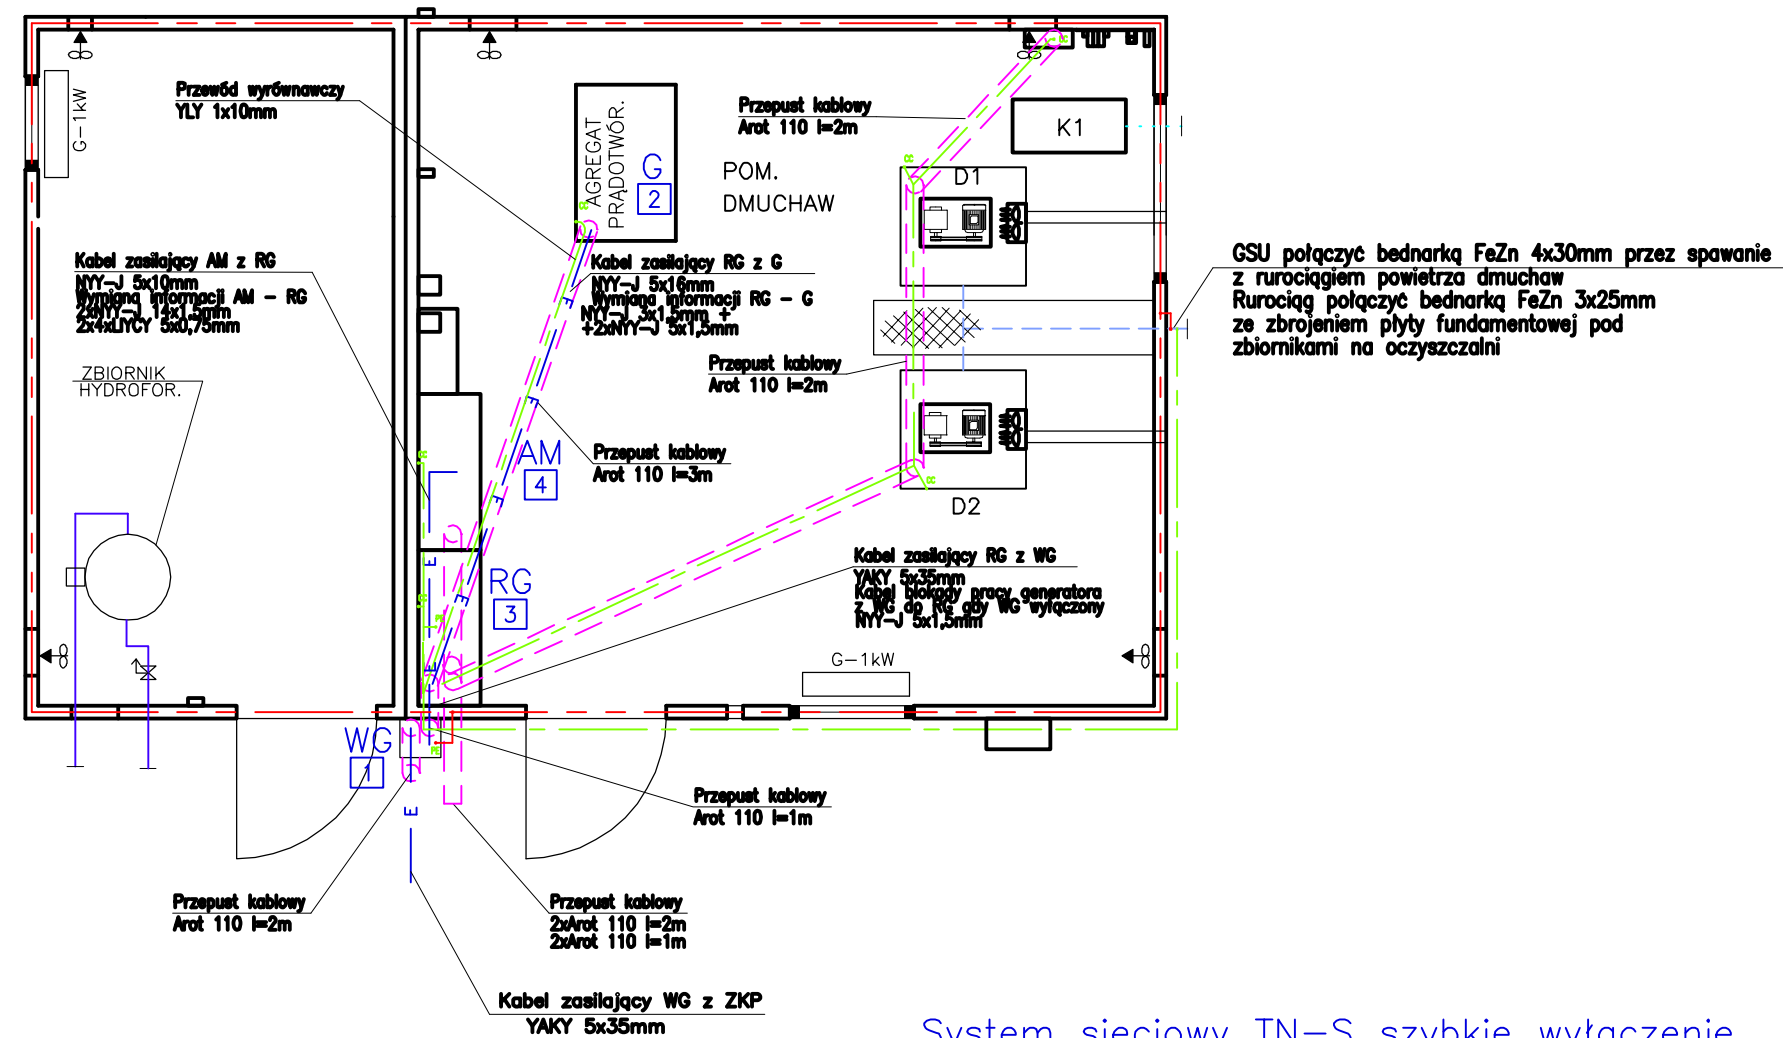 G-1kW
Przewód wyrównawczy
YLY 1x10mm
AGREGAT
PRĄDOTWÓR.
G
2
POM.
DMUCHAW
Przepust kablowy
Arot 110 l=2m
K1
D1
Kabel zasilający AM z RG
NYY-J 5x10mm
Wymiana informacji AM - RG
2xNYY-J 14x1,5mm
2x4xLIYCY 5x0,75mm
Kabel zasilający RG z G
NYY-J 5x16mm
Wymiana informacji RG - G
NYY-J 3x1,5mm +
+2xNYY-J 5x1,5mm
GSU połączyć bednarką FeZn 4x30mm przez spawanie
z rurociągiem powietrza dmuchaw
Rurociąg połączyć bednarką FeZn 3x25mm
ze zbrojeniem płyty fundamentowej pod
zbiornikami na oczyszczalni
ZBIORNIK
HYDROFOR.
Przepust kablowy
Arot 110 l=2m
AM
4
Przepust kablowy
Arot 110 l=3m
D2
RG
3
Kabel zasilający RG z WG
YAKY 5x35mm
Kabel blokady pracy generatora
z WG do RG gdy WG wyłączony
NYY-J 5x1,5mm
G-1kW
WG
1
Przepust kablowy
Arot 110 l=1m
Przepust kablowy
Arot 110 l=2m
Przepust kablowy
2xArot 110 l=2m
2xArot 110 l=1m
Kabel zasilający WG z ZKP
YAKY 5x35mm
System sieciowy TN-S szybkie wyłączenie